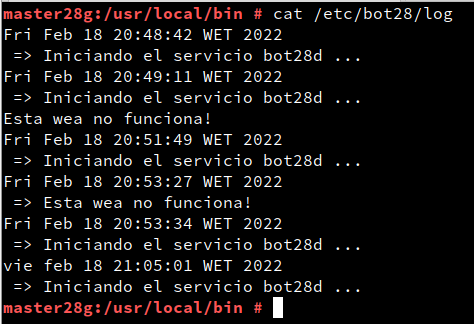 master28g:/usr/local/bin # cat /etc/bot28/log
Fri Feb 18 20:48:42 WET 2022
 => Iniciando el servicio bot28d ...
Fri Feb 18 20:49:11 WET 2022
 => Iniciando el servicio bot28d ...
Esta wea no funciona!
Fri Feb 18 20:51:49 WET 2022
 => Iniciando el servicio bot28d ...
Fri Feb 18 20:53:27 WET 2022
 => Esta wea no funciona!
Fri Feb 18 20:53:34 WET 2022
 => Iniciando el servicio bot28d ...
vie feb 18 21:05:01 WET 2022
 => Iniciando el servicio bot28d ...
master28g:/usr/local/bin #